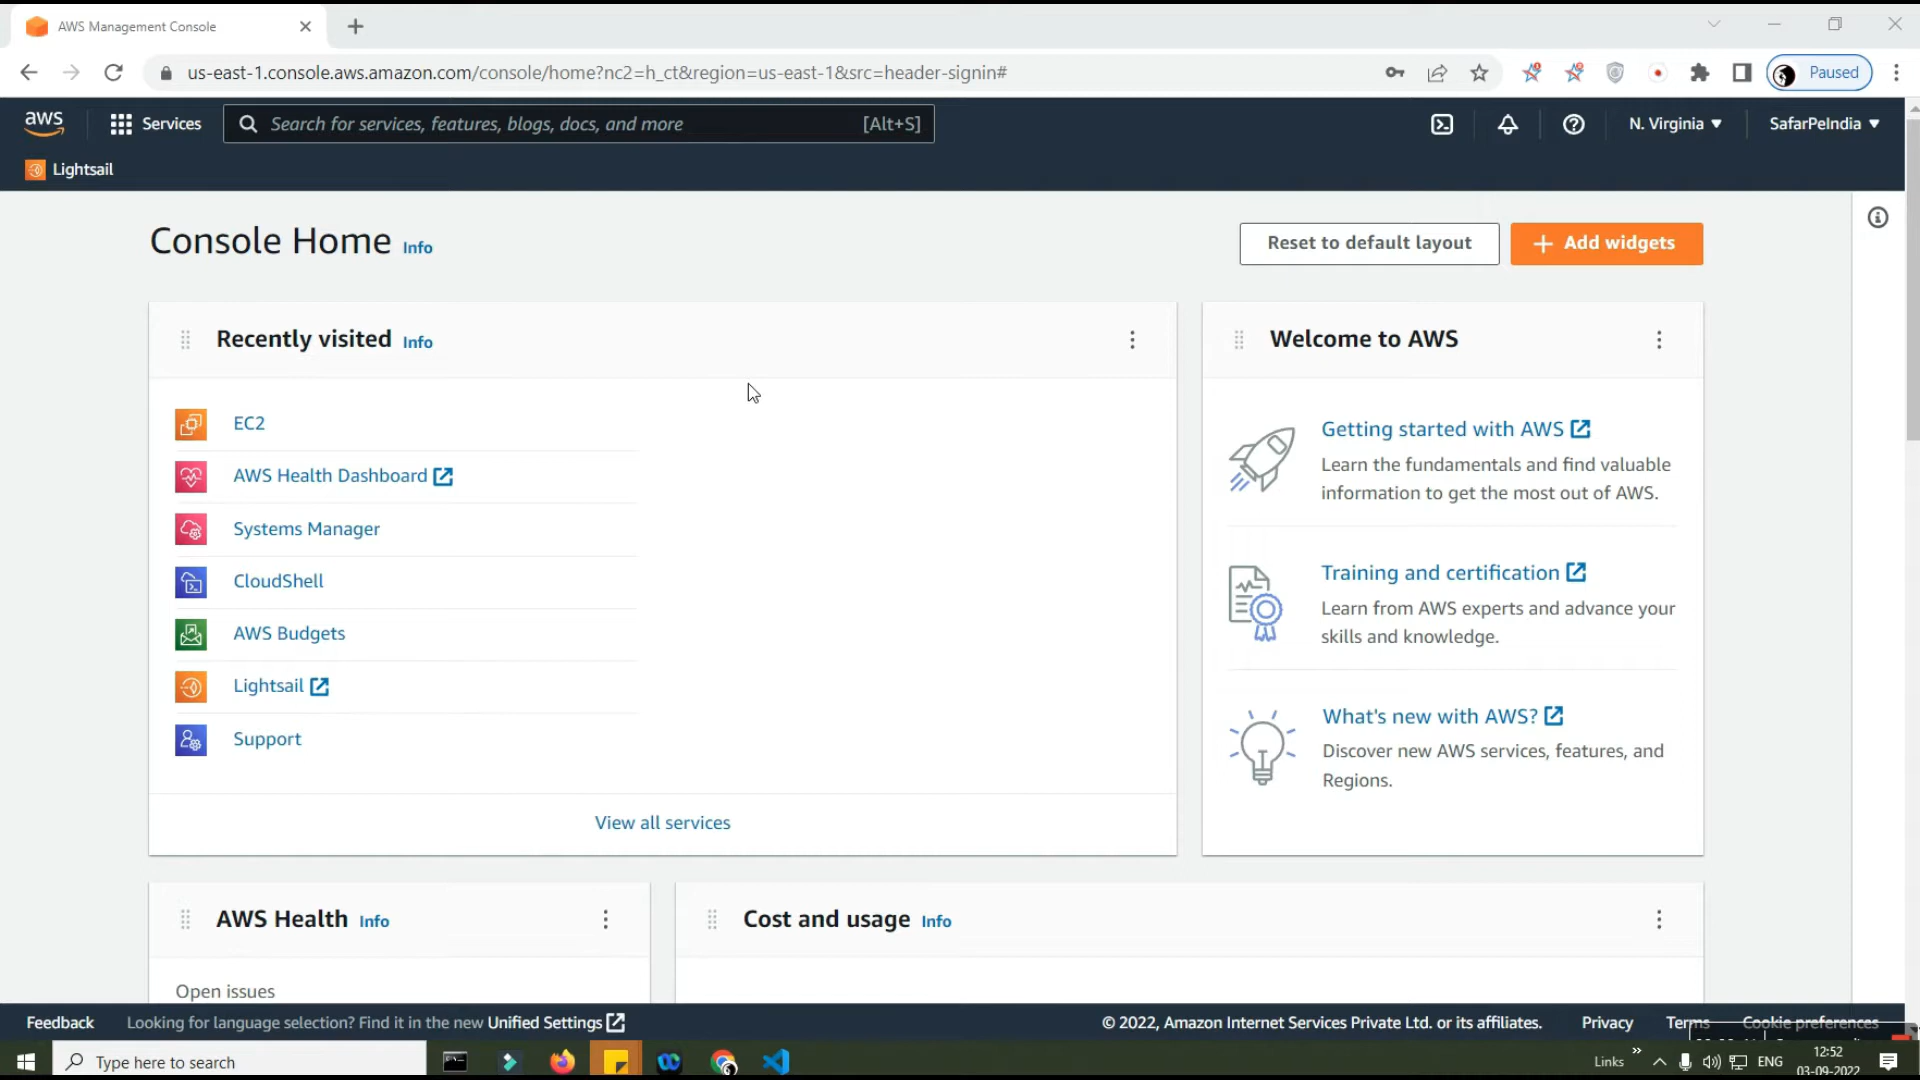 AWS Management Console
us-east-1.console.aws.amazon.com/console/home?nc2=h_ct&region=us-east-1&src=header-signin#
Paused
aws
Services
Search for services, features, blogs, docs, and more
[Alt+S]
N. Virginia
SafarPeIndia
Lightsail
Console Home Info
Reset to default layout
Add widgets
Recently visited Info
EC2
AWS Health Dashboard
Systems Manager
CloudShell
AWS Budgets
Lightsail
Support
View all services
Welcome to AWS
Getting started with AWS
Learn the fundamentals and find valuable
information to get the most out of AWS.
Training and certification
Learn from AWS experts and advance your
skills and knowledge.
What's new with AWS?
Discover new AWS services, features, and
Regions.
AWS Health Info
Open issues
Cost and usage Info
Feedback
Looking for language selection? Find it in the new Unified Settings
© 2022, Amazon Internet Services Private Ltd. or its affiliates.
Privacy
Terms
Cookie preferences
Type here to search
Links
ENG
12:52
03-09-2022